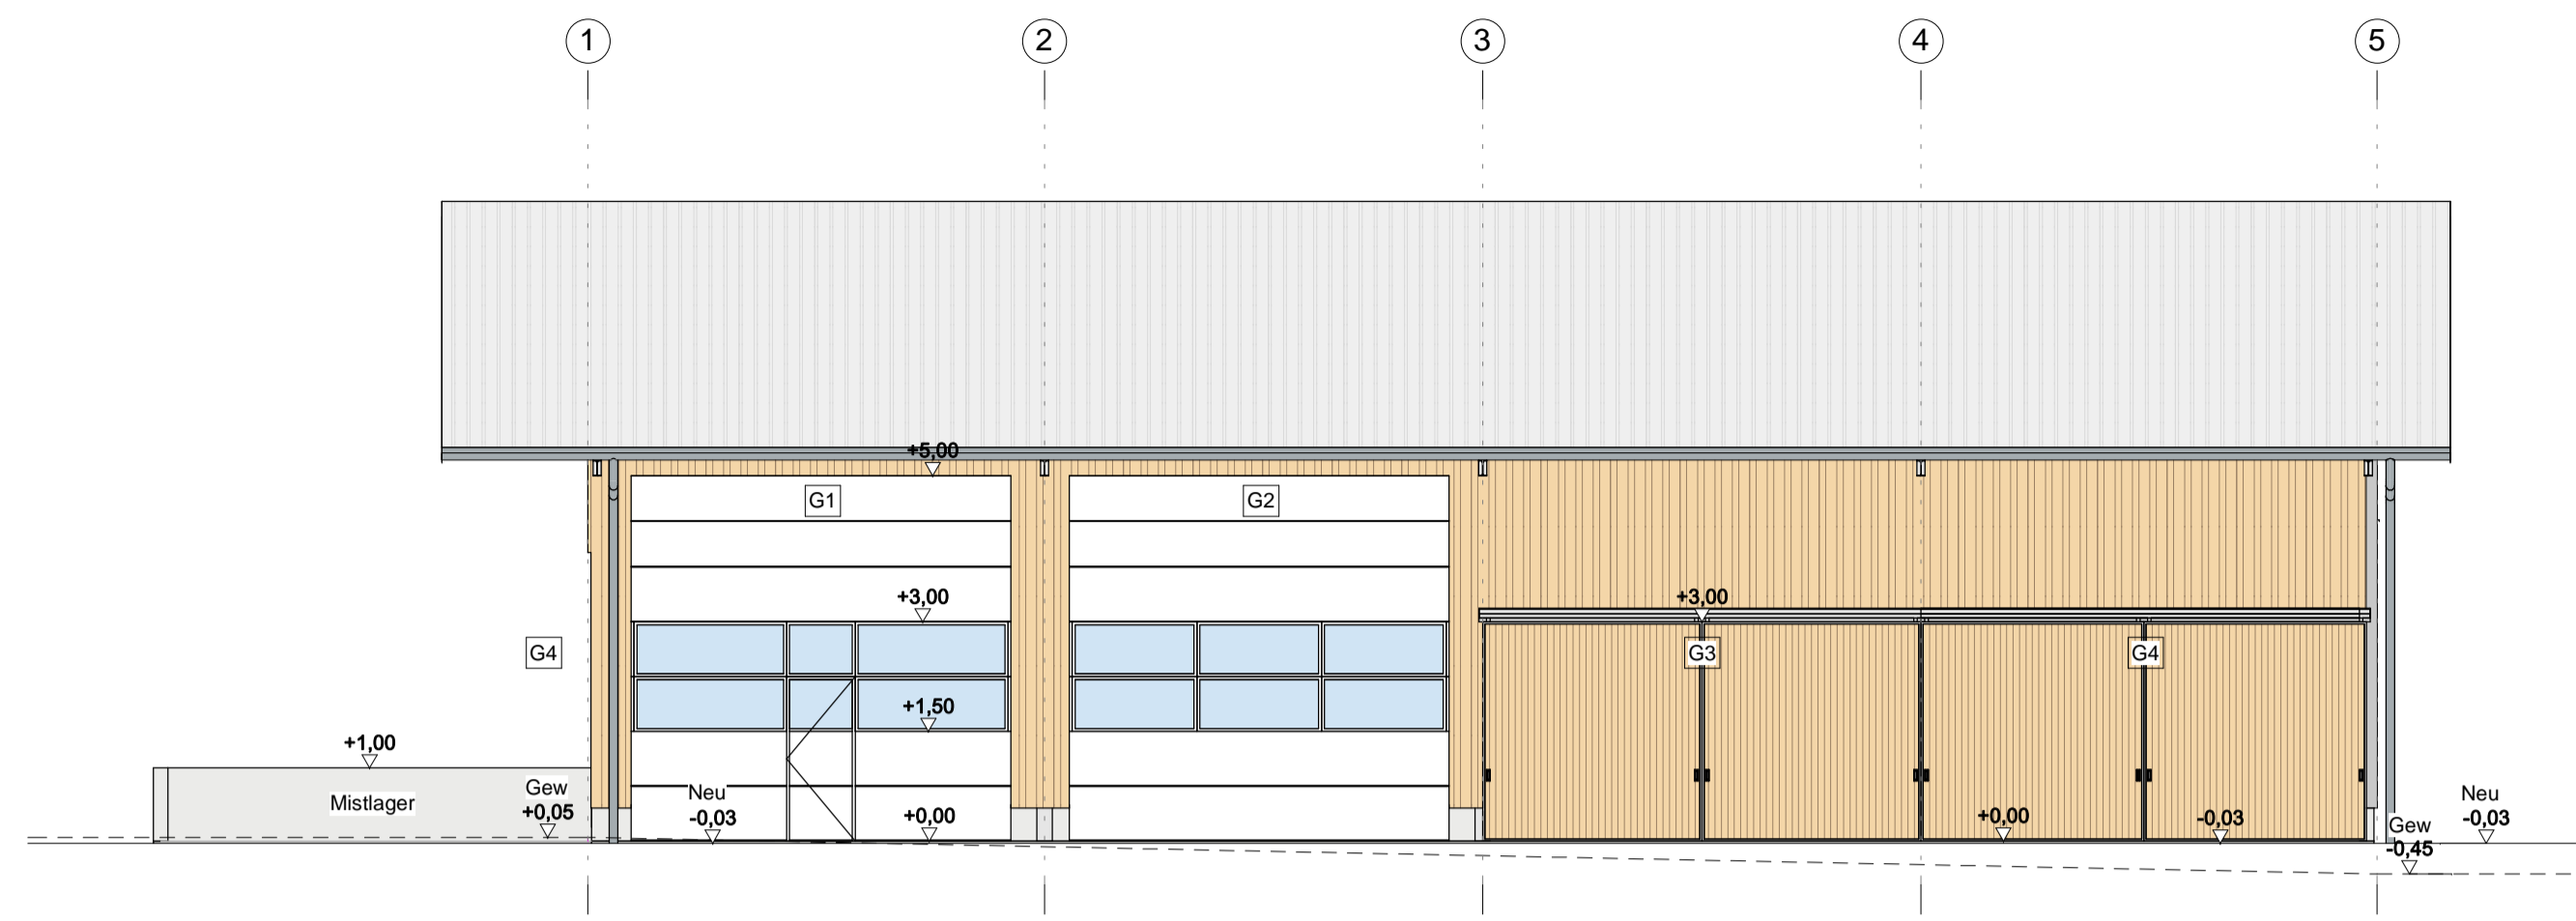 1 2 3 4 5
+5,00
G1 G2
+3,00 +3,00
G4 G3 G4
+1,50
+1,00
Gew
+0,05
Mistlager
Neu
-0,03
+0,00
+0,00
-0,03
Neu
-0,03
Gew
-0,45